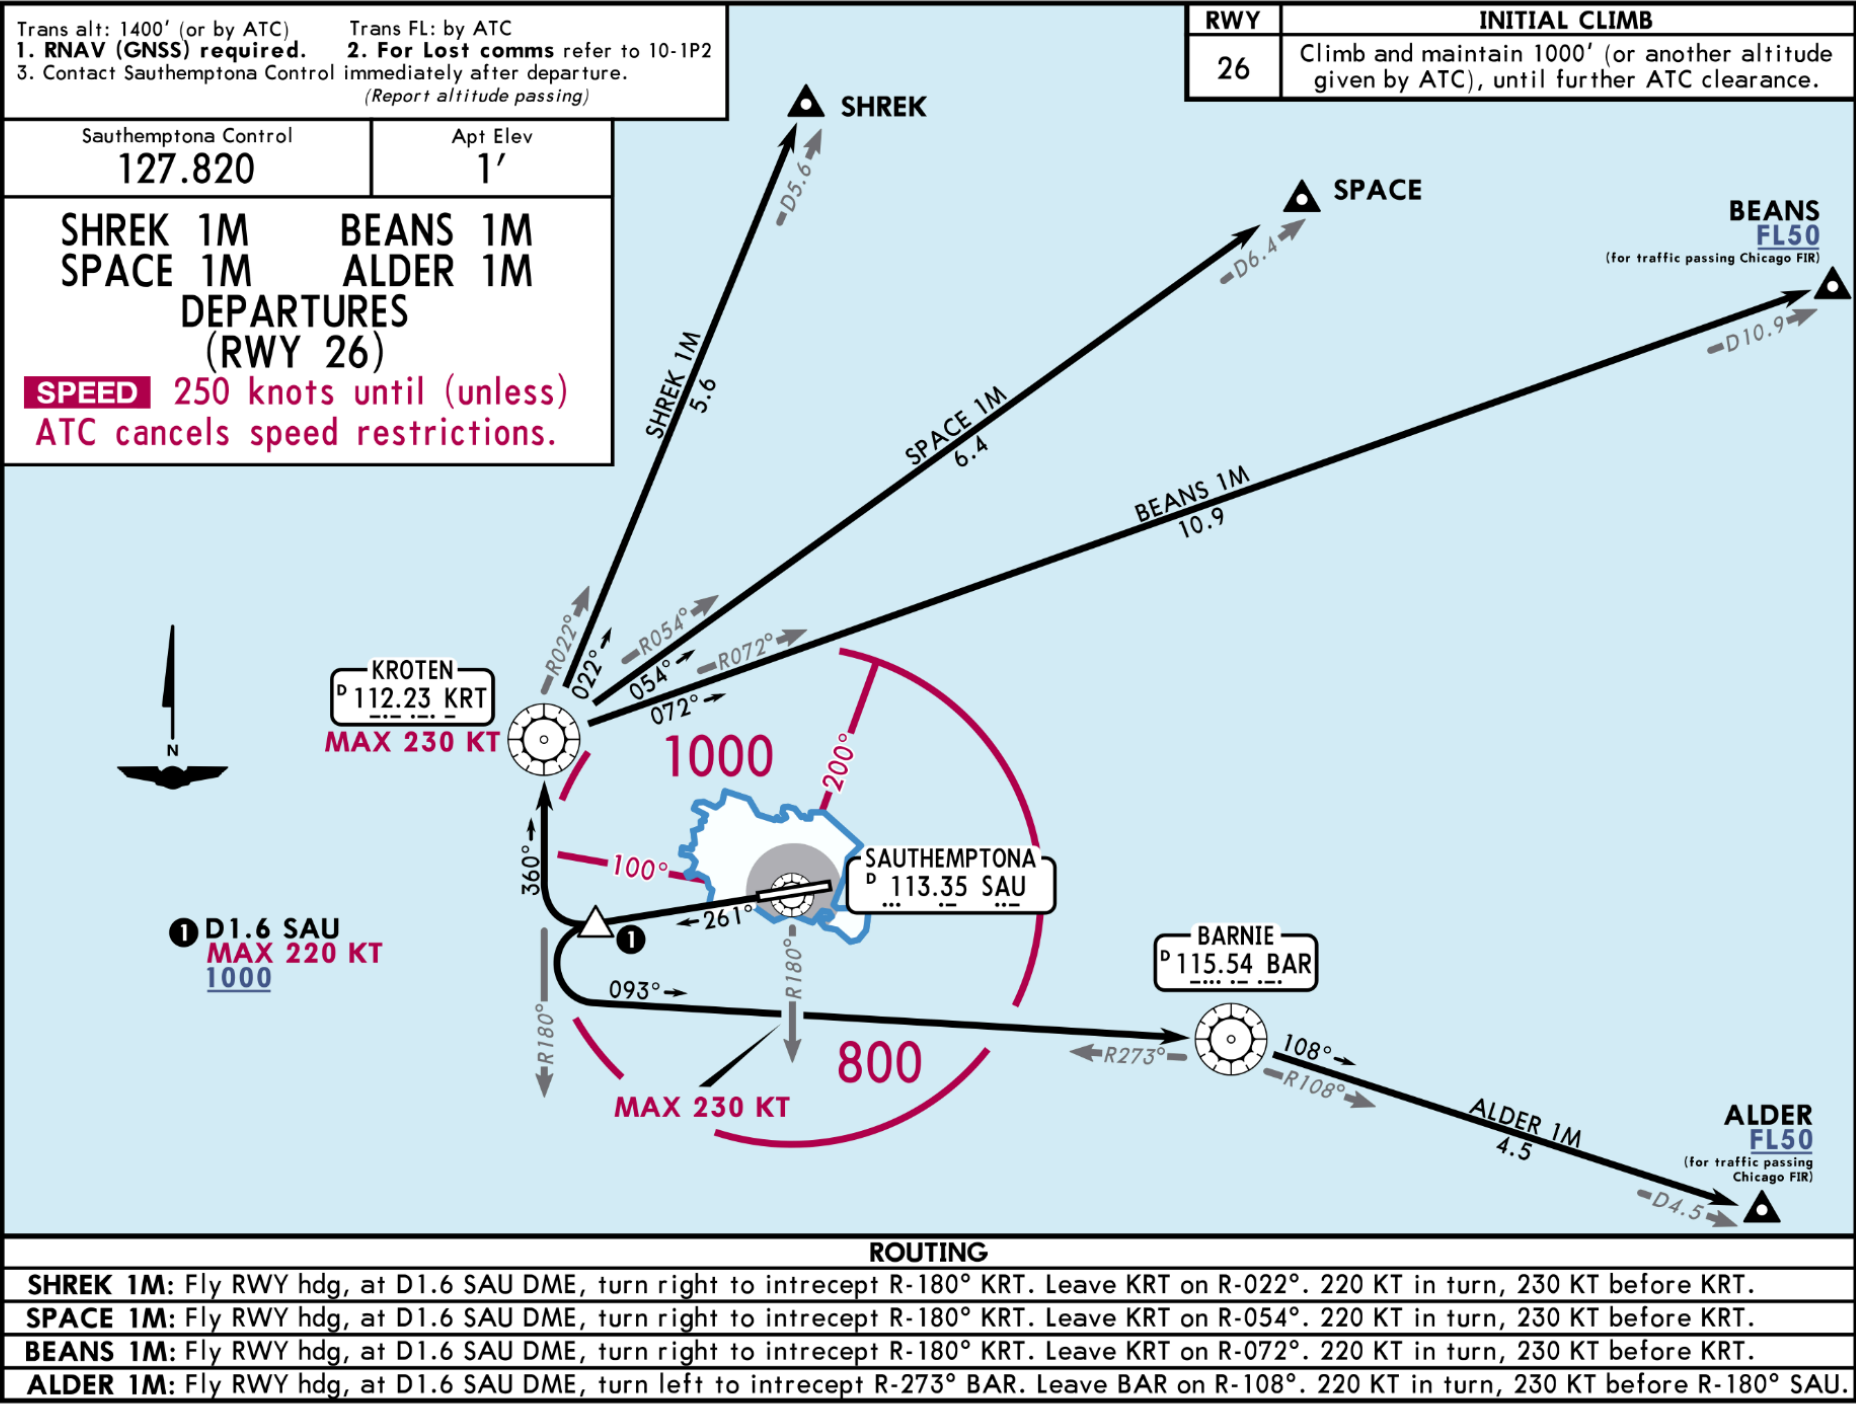 Trans alt: 1400′ (or by ATC) Trans FL: by ATC
1. RNAV (GNSS) required. 2. For Lost comms refer to 10-1P2
3. Contact Sauthemptona Control immediately after departure.
(Report altitude passing)
RWY INITIAL CLIMB
26 Climb and maintain 1000′ (or another altitude
given by ATC), until further ATC clearance.
Sauthemptona Control
127.820
Apt Elev
1′
SHREK 1M BEANS 1M
SPACE 1M ALDER 1M
DEPARTURES
(RWY 26)
SPEED 250 knots until (unless)
ATC cancels speed restrictions.
SHREK
D5.6
SPACE
D6.4
BEANS
FL50
(for traffic passing Chicago FIR)
D10.9
SHREK 1M
5.6
SPACE 1M
6.4
BEANS 1M
10.9
R022°
022°
R054°
054°
R072°
072°
KROTEN
D 112.23 KRT
MAX 230 KT
N
1000
200°
100°
360°
SAUTHEMPTONA
D 113.35 SAU
261°
1
1 D1.6 SAU
MAX 220 KT
1000
R180°
R180°
093°
BARNIE
D 115.54 BAR
R273°
108°
R108°
800
MAX 230 KT
ALDER 1M
4.5
ALDER
FL50
(for traffic passing
Chicago FIR)
D4.5
ROUTING
SHREK 1M: Fly RWY hdg, at D1.6 SAU DME, turn right to intrecept R-180° KRT. Leave KRT on R-022°. 220 KT in turn, 230 KT before KRT.
SPACE 1M: Fly RWY hdg, at D1.6 SAU DME, turn right to intrecept R-180° KRT. Leave KRT on R-054°. 220 KT in turn, 230 KT before KRT.
BEANS 1M: Fly RWY hdg, at D1.6 SAU DME, turn right to intrecept R-180° KRT. Leave KRT on R-072°. 220 KT in turn, 230 KT before KRT.
ALDER 1M: Fly RWY hdg, at D1.6 SAU DME, turn left to intrecept R-273° BAR. Leave BAR on R-108°. 220 KT in turn, 230 KT before R-180° SAU.